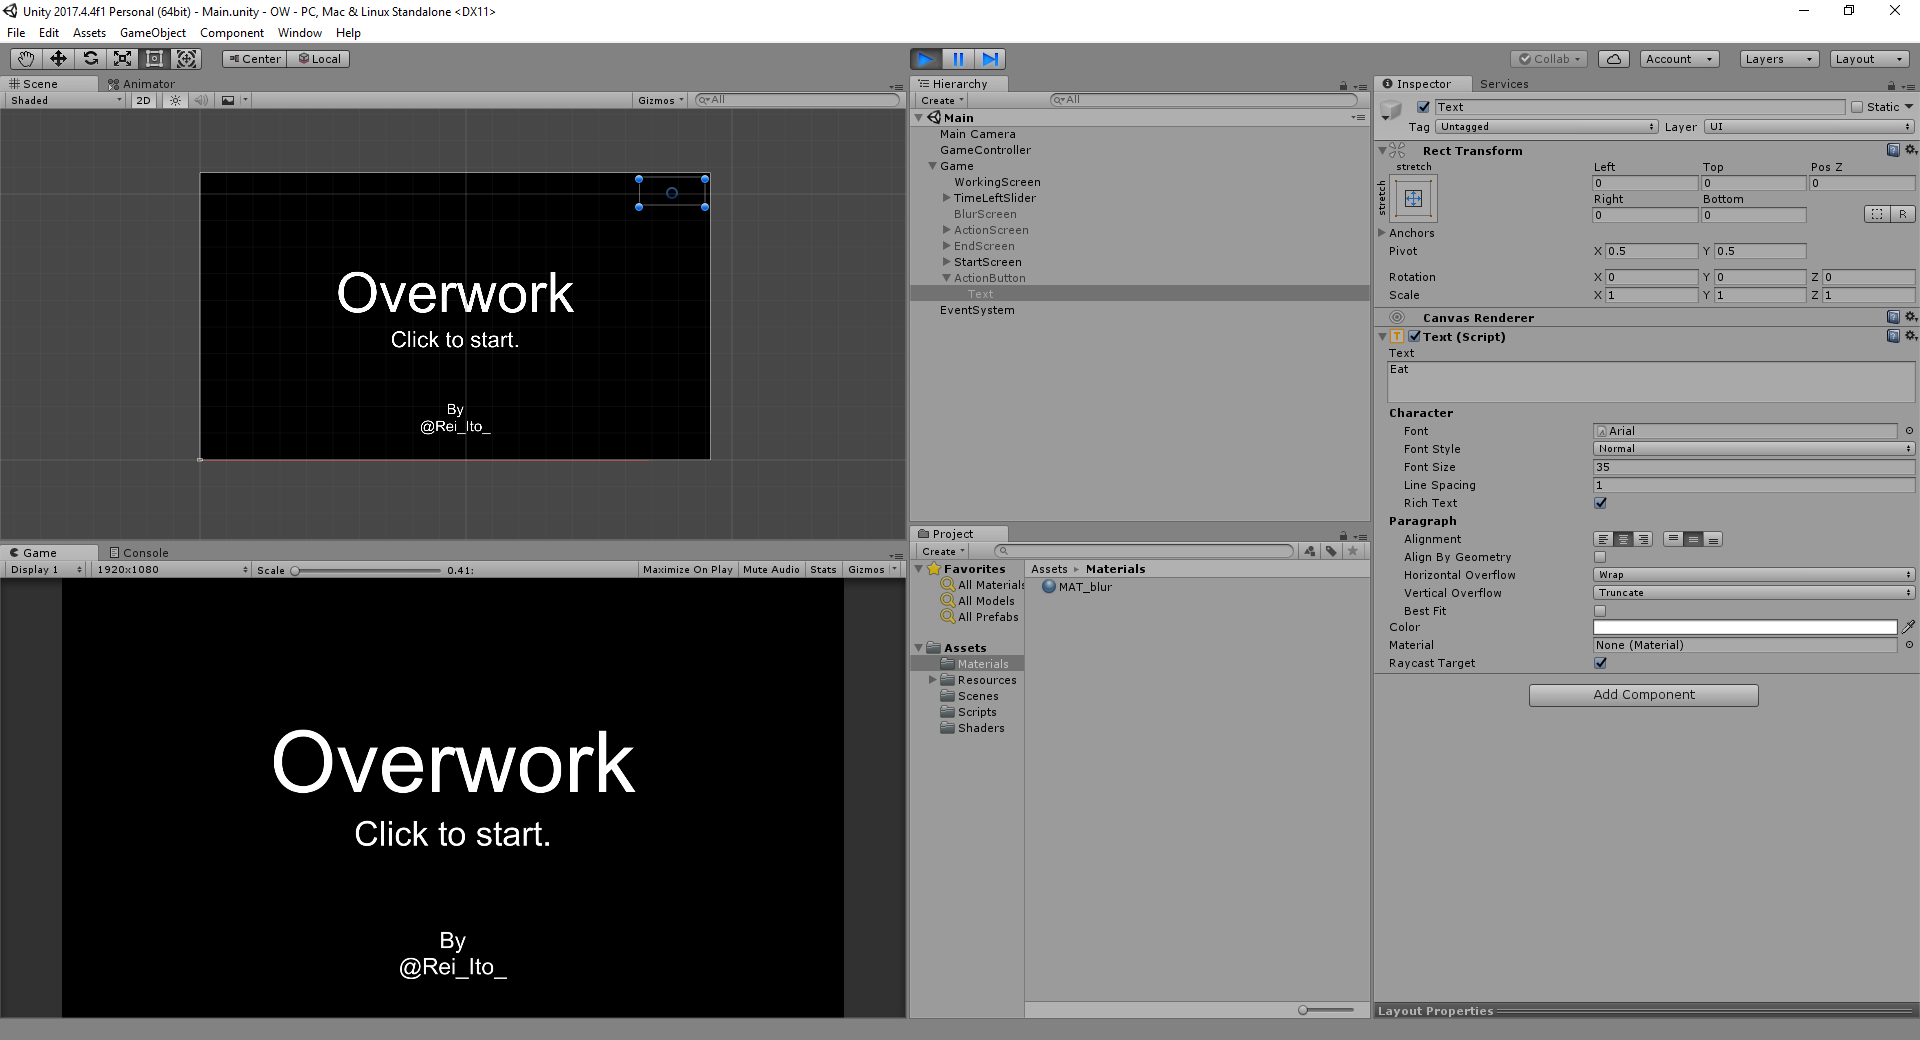 Unity 2017.4.4f1 Personal (64bit) - Main.unity - OW - PC, Mac & Linux Standalone <DX11>
File Edit Assets GameObject Component Window Help
Center Local
Collab Account Layers Layout
Scene Animator
Shaded 2D Gizmos All
Overwork
Click to start.
By
@Rei_Ito_
Game Console
Display 1 1920x1080 Scale 0.41: Maximize On Play Mute Audio Stats Gizmos
Overwork
Click to start.
By
@Rei_Ito_
Hierarchy
Create All
Main
Main Camera
GameController
Game
WorkingScreen
TimeLeftSlider
BlurScreen
ActionScreen
EndScreen
StartScreen
ActionButton
Text
EventSystem
Project
Create
Favorites
All Materials
All Models
All Prefabs
Assets
Materials
Resources
Scenes
Scripts
Shaders
Assets Materials
MAT_blur
Inspector Services
Text Static
Tag Untagged Layer UI
Rect Transform
stretch
stretch
Left Top Pos Z
0 0 0
Right Bottom
0 0 R
Anchors
Pivot X 0.5 Y 0.5
Rotation X 0 Y 0 Z 0
Scale X 1 Y 1 Z 1
Canvas Renderer
T Text (Script)
Text
Eat
Character
Font Arial
Font Style Normal
Font Size 35
Line Spacing 1
Rich Text
Paragraph
Alignment
Align By Geometry
Horizontal Overflow Wrap
Vertical Overflow Truncate
Best Fit
Color
Material None (Material)
Raycast Target
Add Component
Layout Properties